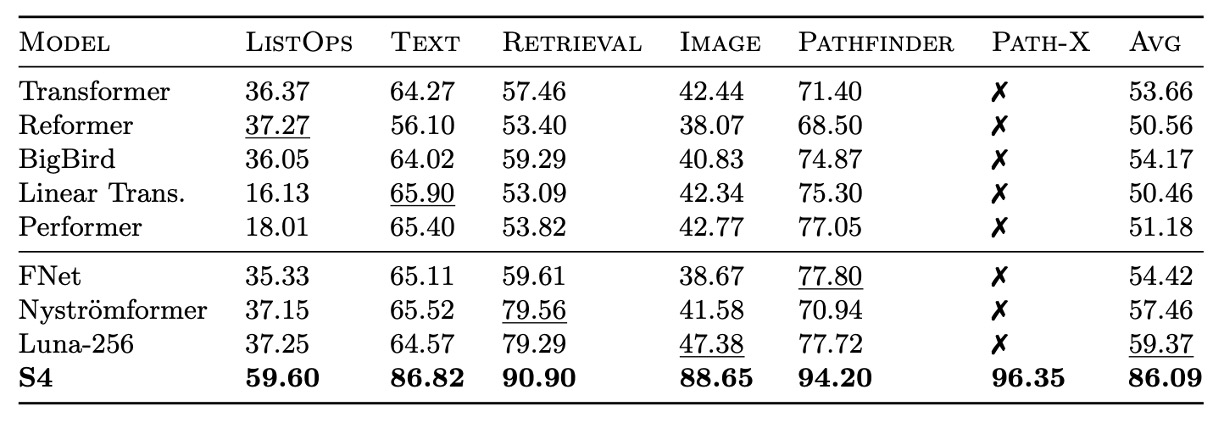 MODEL LISTOPS TEXT RETRIEVAL IMAGE PATHFINDER PATH-X AVG
Transformer 36.37 64.27 57.46 42.44 71.40 ✗ 53.66
Reformer 37.27 56.10 53.40 38.07 68.50 ✗ 50.56
BigBird 36.05 64.02 59.29 40.83 74.87 ✗ 54.17
Linear Trans. 16.13 65.90 53.09 42.34 75.30 ✗ 50.46
Performer 18.01 65.40 53.82 42.77 77.05 ✗ 51.18
FNet 35.33 65.11 59.61 38.67 77.80 ✗ 54.42
Nyströmformer 37.15 65.52 79.56 41.58 70.94 ✗ 57.46
Luna-256 37.25 64.57 79.29 47.38 77.72 ✗ 59.37
S4 59.60 86.82 90.90 88.65 94.20 96.35 86.09